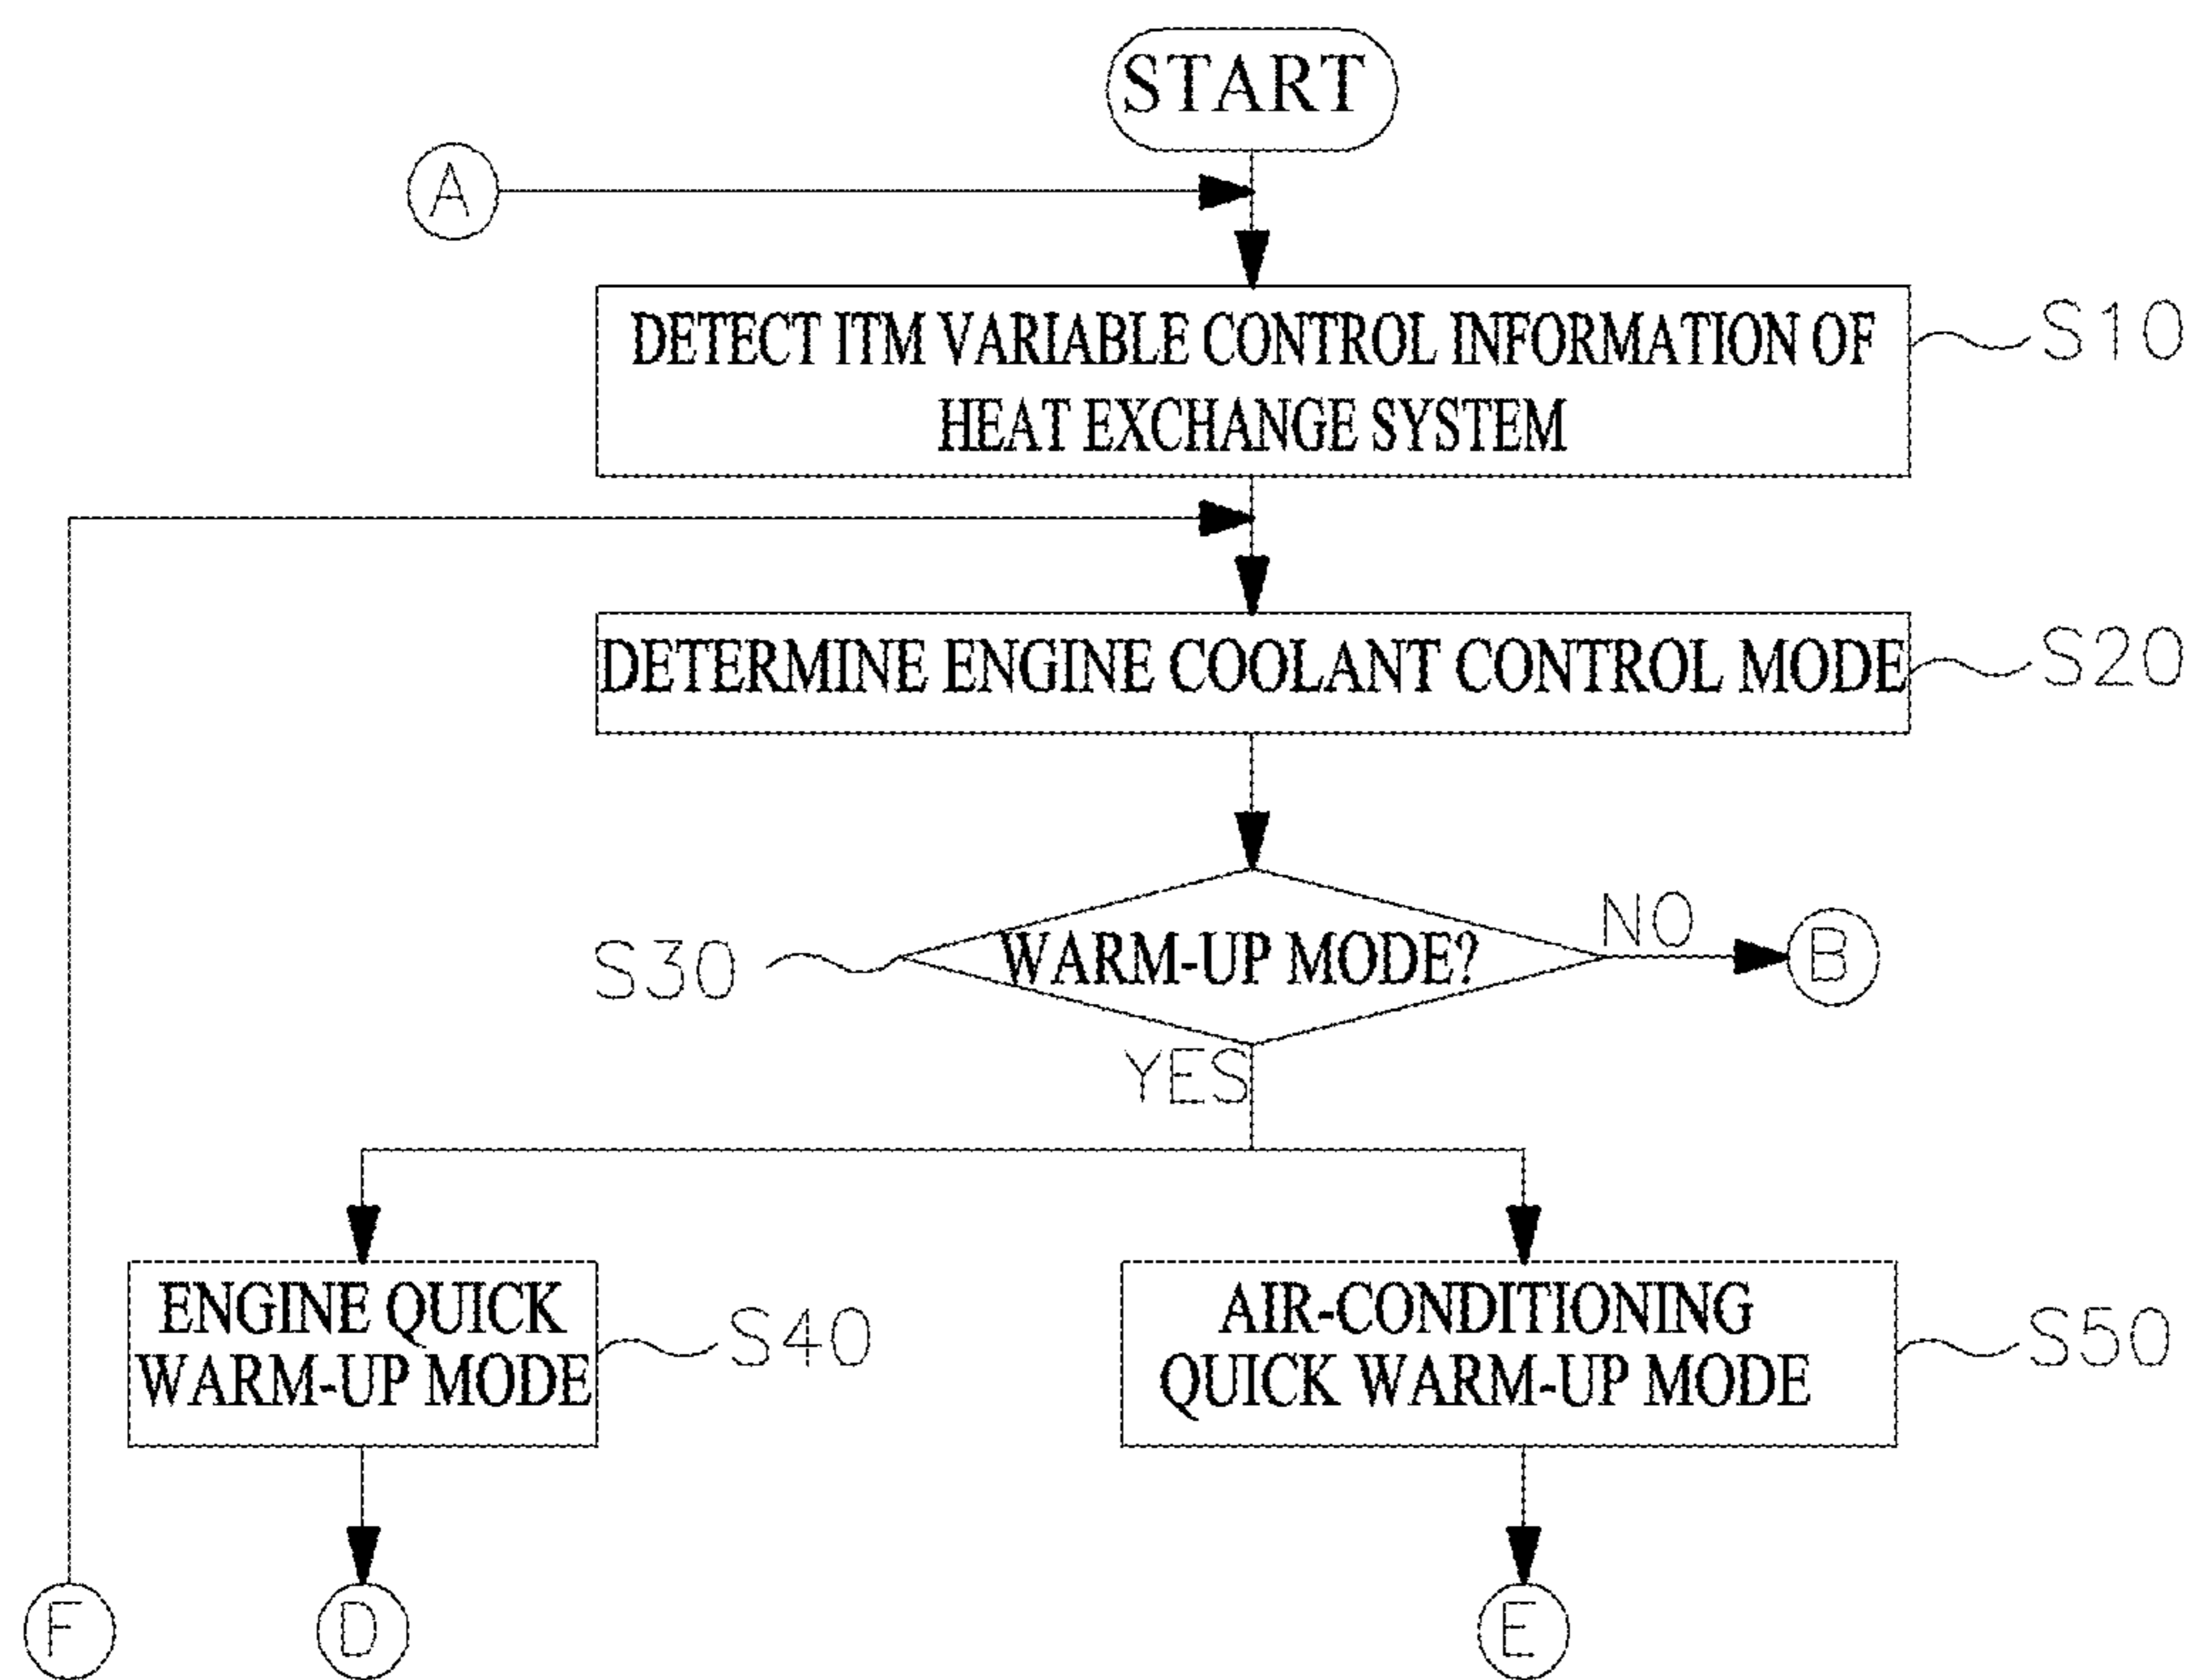 START
A
DETECT ITM VARIABLE CONTROL INFORMATION OF
HEAT EXCHANGE SYSTEM
S10
DETERMINE ENGINE COOLANT CONTROL MODE
S20
S30
WARM-UP MODE?
NO
B
YES
ENGINE QUICK
WARM-UP MODE
S40
AIR-CONDITIONING
QUICK WARM-UP MODE
S50
F
D
E